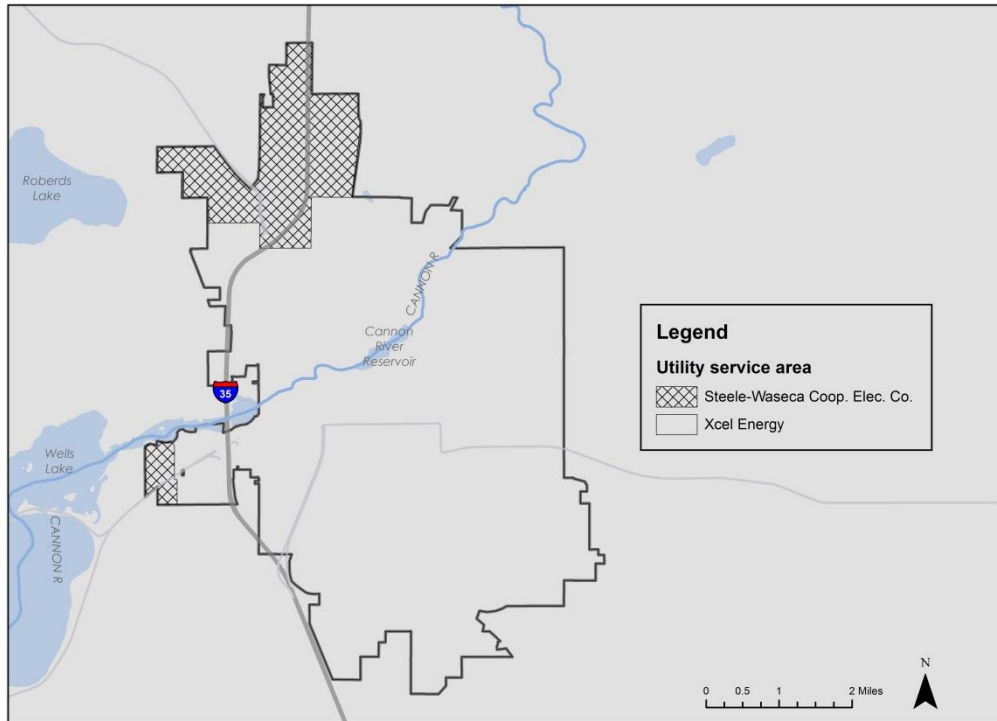 Roberds
Lake
CANNON R
Cannon
River
Reservoir
35
Wells
Lake
CANNON R
Legend
Utility service area
Steele-Waseca Coop. Elec. Co.
Xcel Energy
0 0.5 1 2 Miles
N